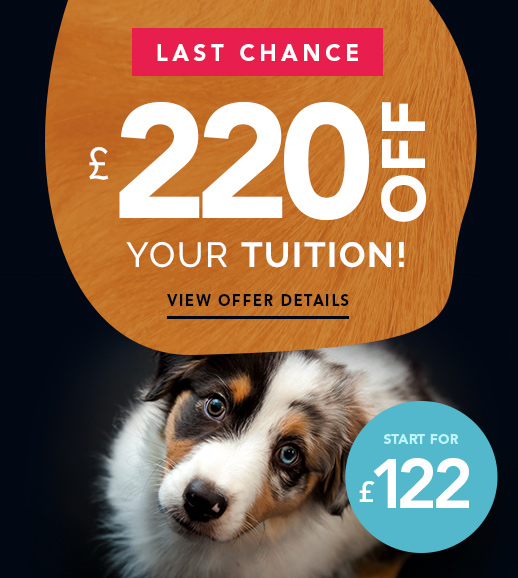 LAST CHANCE
£220 OFF
YOUR TUITION!
VIEW OFFER DETAILS
START FOR
£122